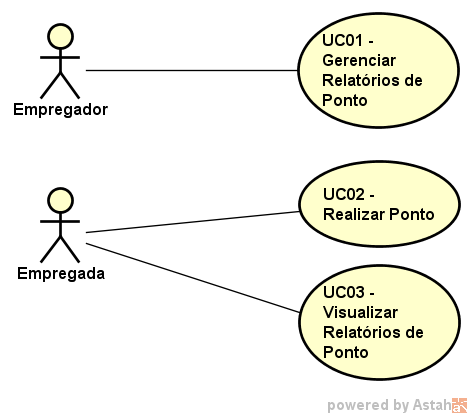 UC01 -
Gerenciar
Relatórios de
Ponto
Empregador
UC02 -
Realizar Ponto
Empregada
UC03 -
Visualizar
Relatórios de
Ponto
powered by Astah